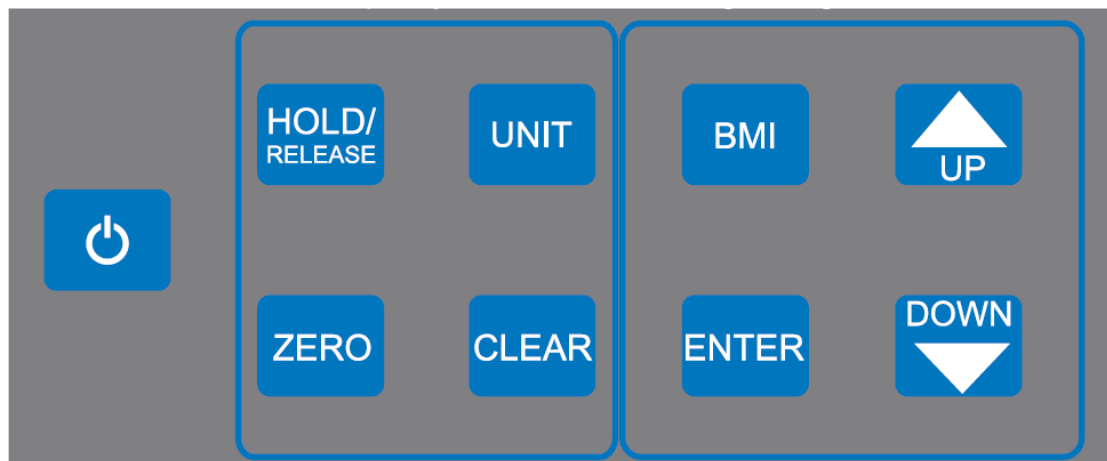 HOLD/
RELEASE
UNIT
BMI
UP
ZERO
CLEAR
ENTER
DOWN